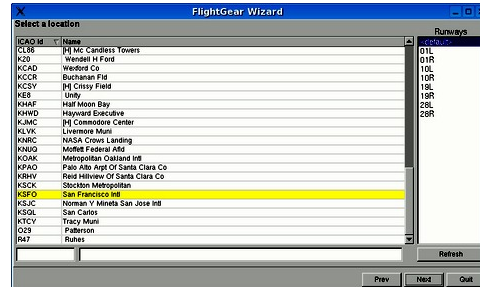 FlightGear Wizard
Select a location
ICAO Id Name
CL86 [H] Mc Candless Towers
K20 Wendell H Ford
KCAD Wexford Co
KCCR Buchanan Fld
KCSY [H] Crissy Field
KE8 Unity
KHAF Half Moon Bay
KHWD Hayward Executive
KJMC [H] Commodore Center
KLVK Livermore Muni
KNRC NASA Crows Landing
KNUQ Moffett Federal Afld
KOAK Metropolitan Oakland Intl
KPAO Palo Alto Arpt Of Santa Clara Co
KRHV Reid Hillview Of Santa Clara Co
KSCK Stockton Metropolitan
KSFO San Francisco Intl
KSJC Norman Y Mineta San Jose Intl
KSQL San Carlos
KTCY Tracy Muni
O29 Patterson
R47 Ruhes
Runways
<default>
01L
01R
10L
10R
19L
19R
28L
28R
Refresh
Prev Next Quit